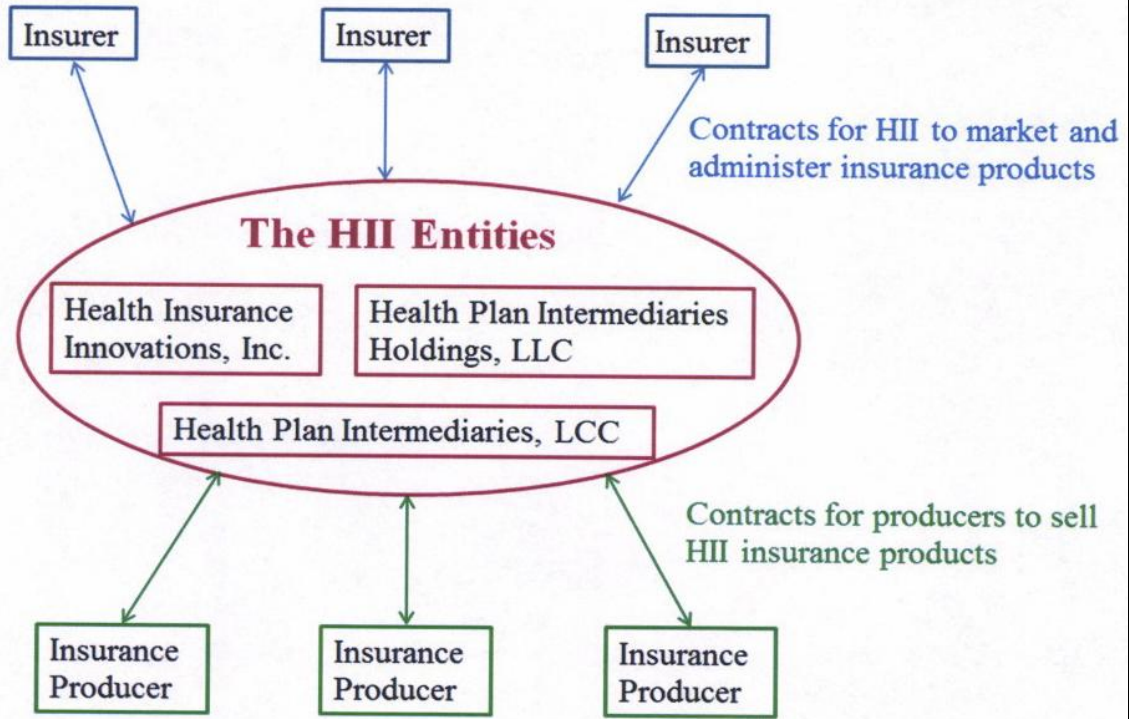 Insurer
Insurer
Insurer
Contracts for HII to market and
administer insurance products
The HII Entities
Health Insurance
Innovations, Inc.
Health Plan Intermediaries
Holdings, LLC
Health Plan Intermediaries, LCC
Contracts for producers to sell
HII insurance products
Insurance
Producer
Insurance
Producer
Insurance
Producer